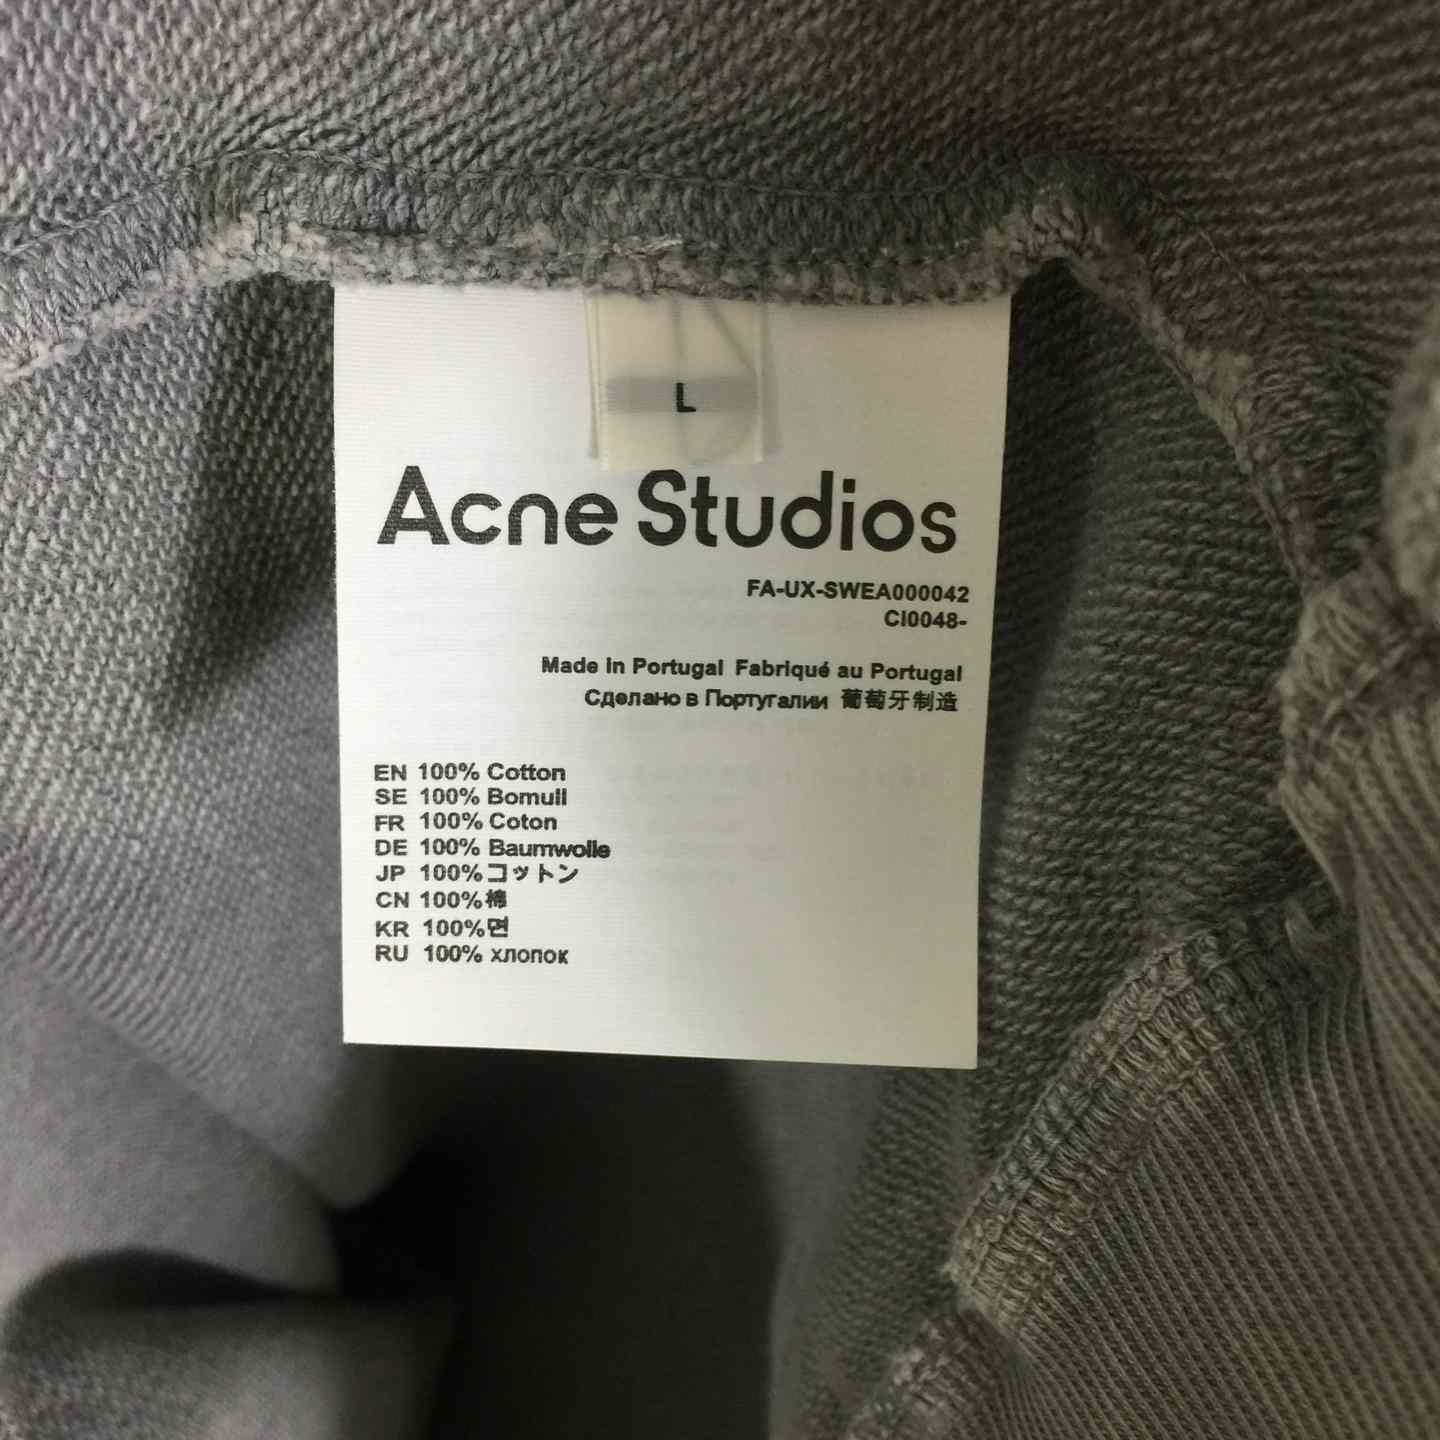 L
Acne Studios
FA-UX-SWEA000042
CI0048-
Made in Portugal Fabriqué au Portugal
Сделано в Португалии 葡萄牙制造
EN 100% Cotton
SE 100% Bomull
FR 100% Coton
DE 100% Baumwolle
JP 100%コットン
CN 100%棉
KR 100%면
RU 100% хлопок